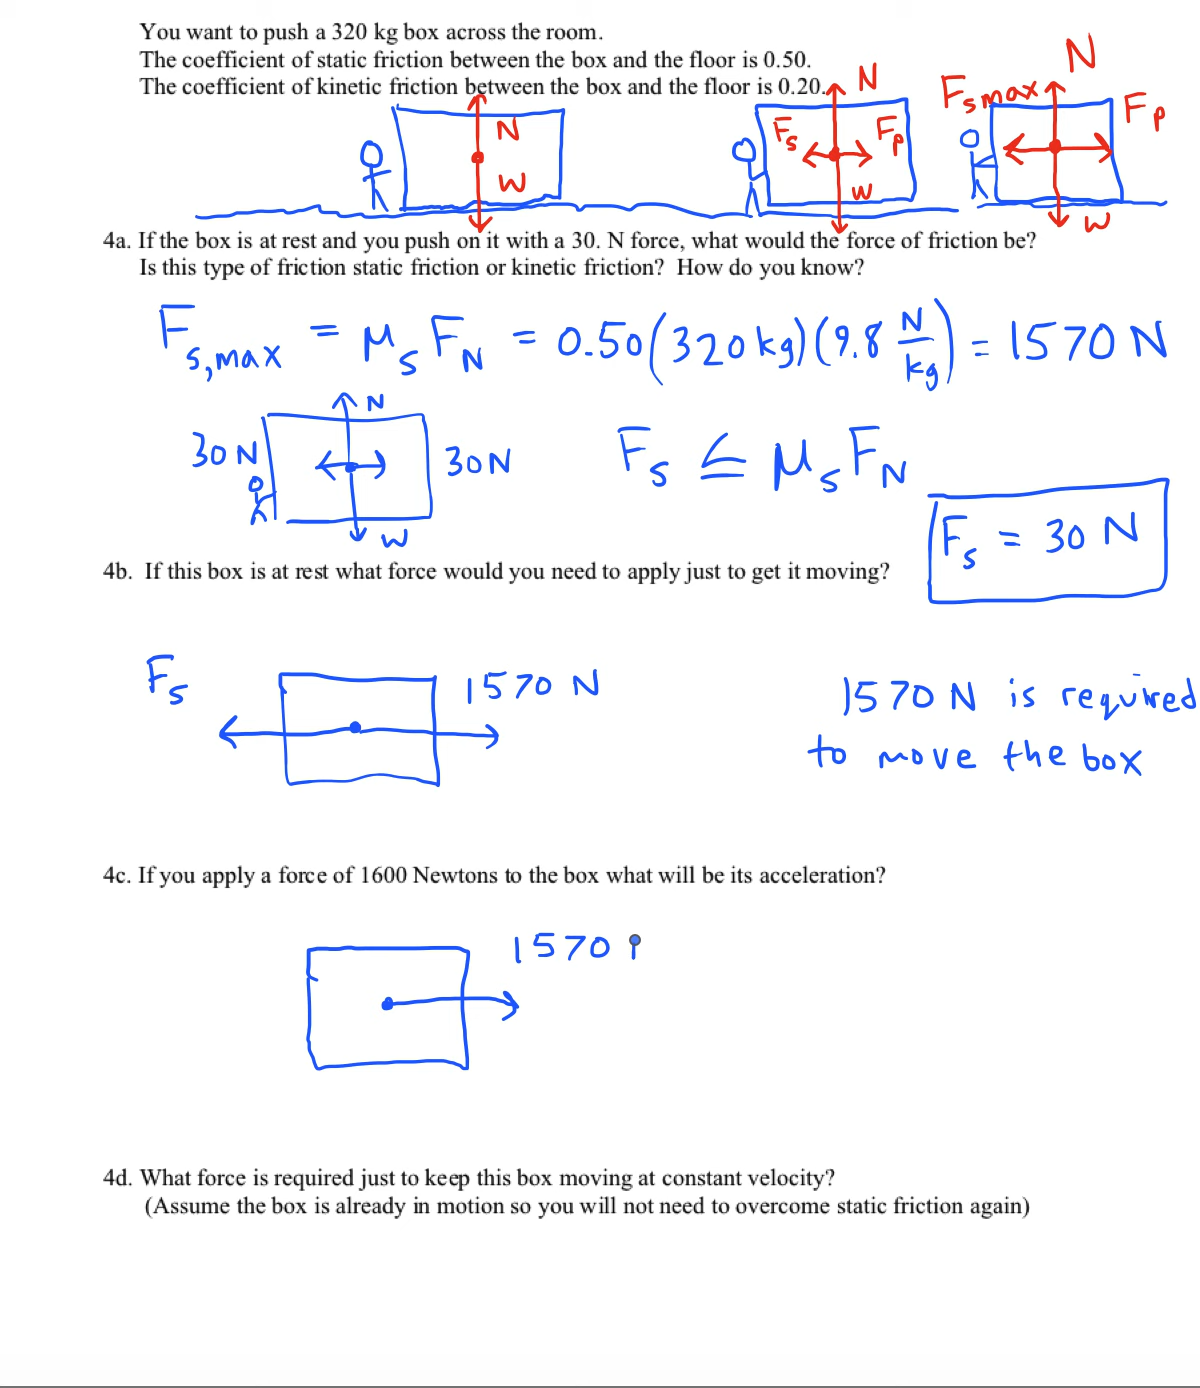 You want to push a 320 kg box across the room.
The coefficient of static friction between the box and the floor is 0.50.
The coefficient of kinetic friction between the box and the floor is 0.20.
N
W
N
Fs
Fp
W
N
Fsmax
Fp
W
4a. If the box is at rest and you push on it with a 30. N force, what would the force of friction be?
Is this type of friction static friction or kinetic friction? How do you know?
Fs,max = μsFN = 0.50(320 kg)(9.8 N/kg) = 1570 N
N
30 N
30 N
W
Fs ≤ μsFN
Fs = 30 N
4b. If this box is at rest what force would you need to apply just to get it moving?
Fs
1570 N
1570 N is required
to move the box
4c. If you apply a force of 1600 Newtons to the box what will be its acceleration?
1570
4d. What force is required just to keep this box moving at constant velocity?
(Assume the box is already in motion so you will not need to overcome static friction again)